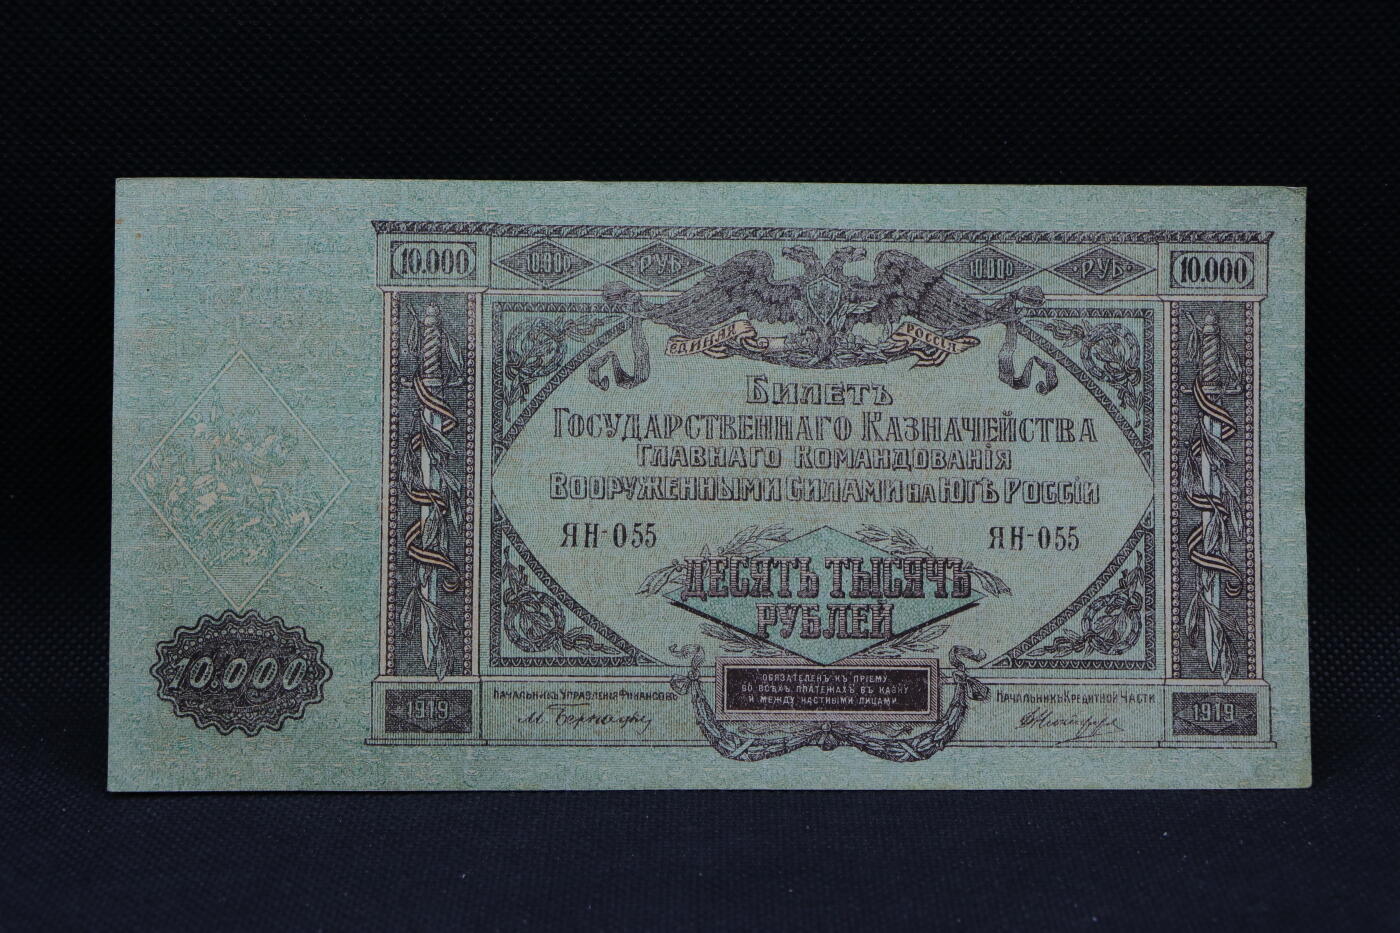 10.000 10.000 РУБ 10.000 РУБ 10.000
ЕДИНАЯ РОССІЯ
БИЛЕТЪ
ГОСУДАРСТВЕННАГО КАЗНАЧЕЙСТВА
ГЛАВНАГО КОМАНДОВАНІЯ
ВООРУЖЕННЫМИ СИЛАМИ НА ЮГѢ РОССІИ
ЯН-055 ЯН-055
ДЕСЯТЬ ТЫСЯЧЪ
РУБЛЕЙ
10.000
ОБЯЗАТЕЛЕНЪ КЪ ПРІЕМУ
ВО ВСѢХЪ ПЛАТЕЖАХЪ ВЪ КАЗНУ
И МЕЖДУ ЧАСТНЫМИ ЛИЦАМИ.
1919 НАЧАЛЬНИКЪ УПРАВЛЕНІЯ ФИНАНСОВЪ НАЧАЛЬНИКЪ КРЕДИТНОЙ ЧАСТИ 1919